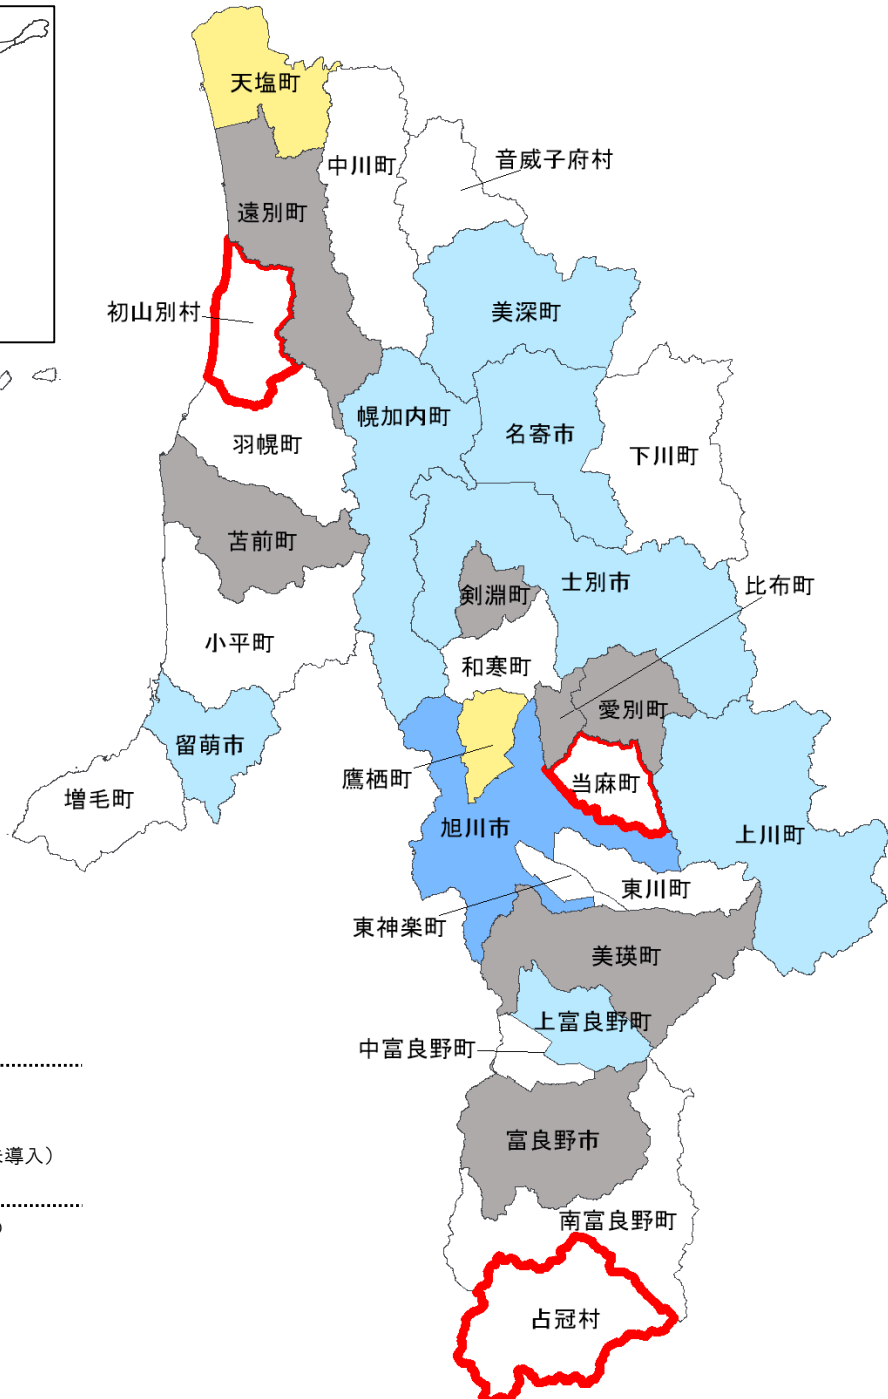 天塩町
中川町
音威子府村
遠別町
初山別村
美深町
幌加内町
名寄市
羽幌町
下川町
苫前町
剣淵町
士別市
比布町
小平町
和寒町
愛別町
留萌市
鷹栖町
当麻町
増毛町
旭川市
上川町
東川町
東神楽町
美瑛町
上富良野町
中富良野町
富良野市
導入）
南富良野町
占冠村